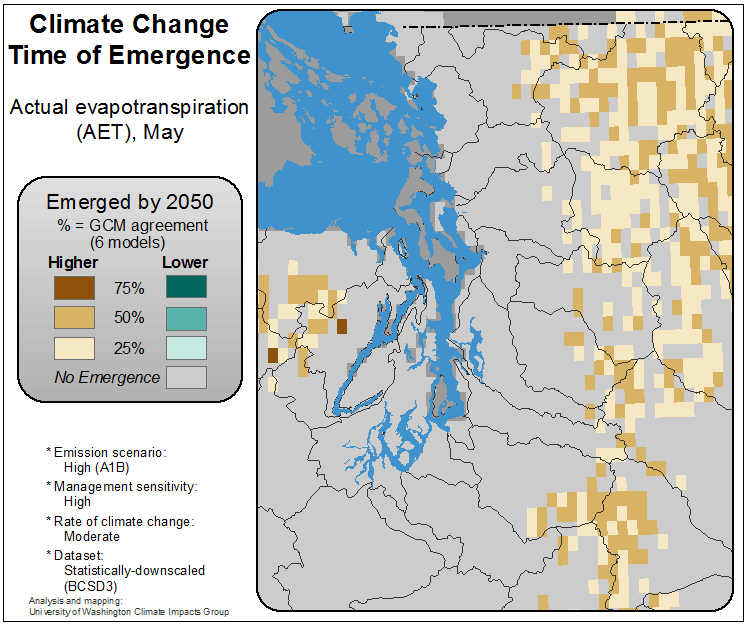 Climate Change
Time of Emergence
Actual evapotranspiration
(AET), May
Emerged by 2050
% = GCM agreement
(6 models)
Higher Lower
75%
50%
25%
No Emergence
* Emission scenario:
High (A1B)
* Management sensitivity:
High
* Rate of climate change:
Moderate
* Dataset:
Statistically-downscaled
(BCSD3)
Analysis and mapping:
University of Washington Climate Impacts Group